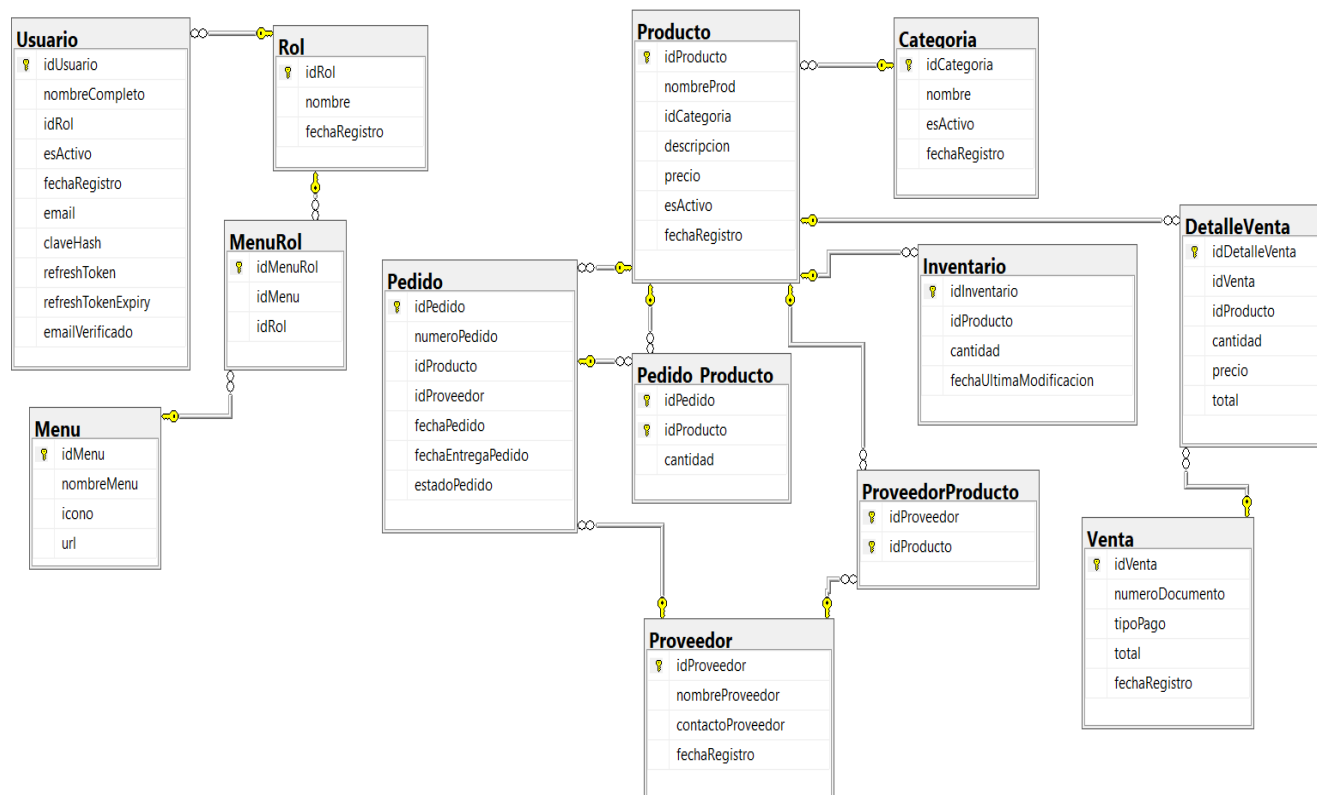 Usuario
idUsuario
nombreCompleto
idRol
esActivo
fechaRegistro
email
claveHash
refreshToken
refreshTokenExpiry
emailVerificado
Rol
idRol
nombre
fechaRegistro
MenuRol
idMenuRol
idMenu
idRol
Menu
idMenu
nombreMenu
icono
url
Producto
idProducto
nombreProd
idCategoria
descripcion
precio
esActivo
fechaRegistro
Categoria
idCategoria
nombre
esActivo
fechaRegistro
Pedido
idPedido
numeroPedido
idProducto
idProveedor
fechaPedido
fechaEntregaPedido
estadoPedido
Pedido_Producto
idPedido
idProducto
cantidad
Inventario
idInventario
idProducto
cantidad
fechaUltimaModificacion
DetalleVenta
idDetalleVenta
idVenta
idProducto
cantidad
precio
total
ProveedorProducto
idProveedor
idProducto
Venta
idVenta
numeroDocumento
tipoPago
total
fechaRegistro
Proveedor
idProveedor
nombreProveedor
contactoProveedor
fechaRegistro